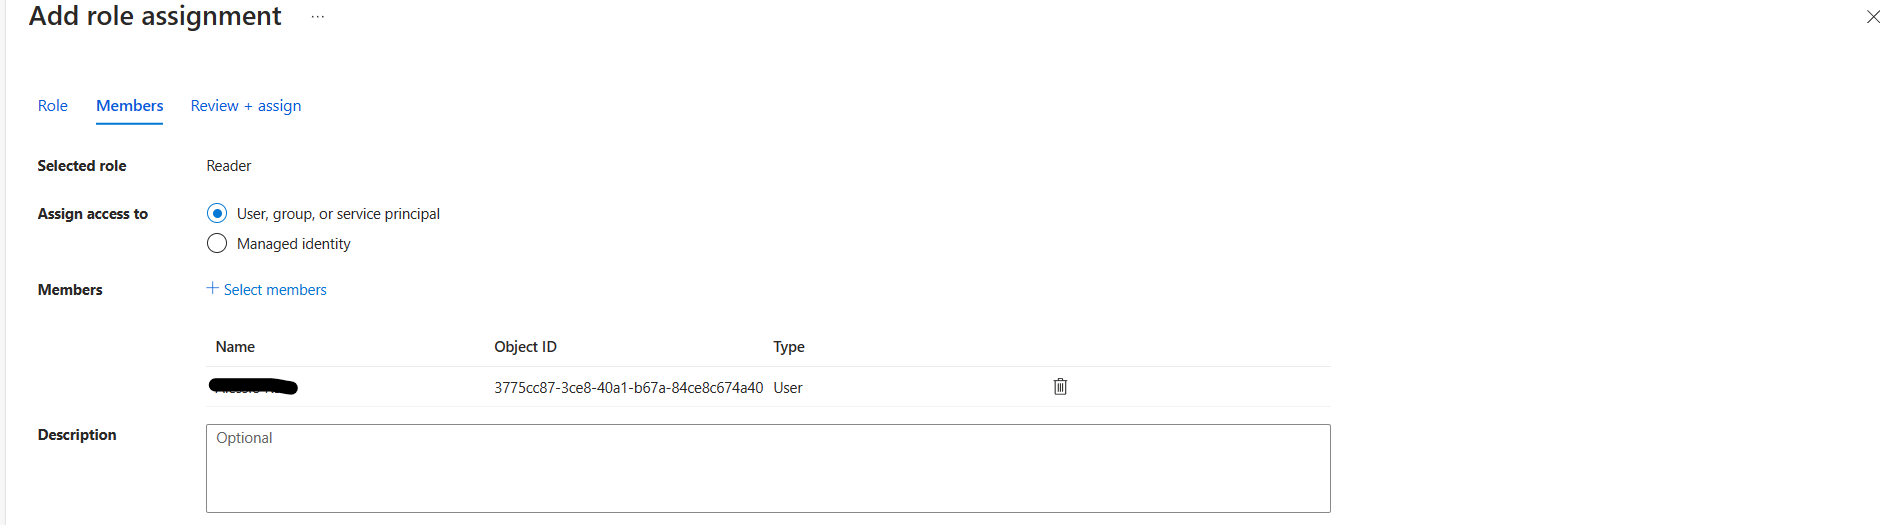 Add role assignment ...
Role Members Review + assign
Selected role Reader
Assign access to User, group, or service principal
Managed identity
Members + Select members
Name Object ID Type
3775cc87-3ce8-40a1-b67a-84ce8c674a40 User
Description Optional